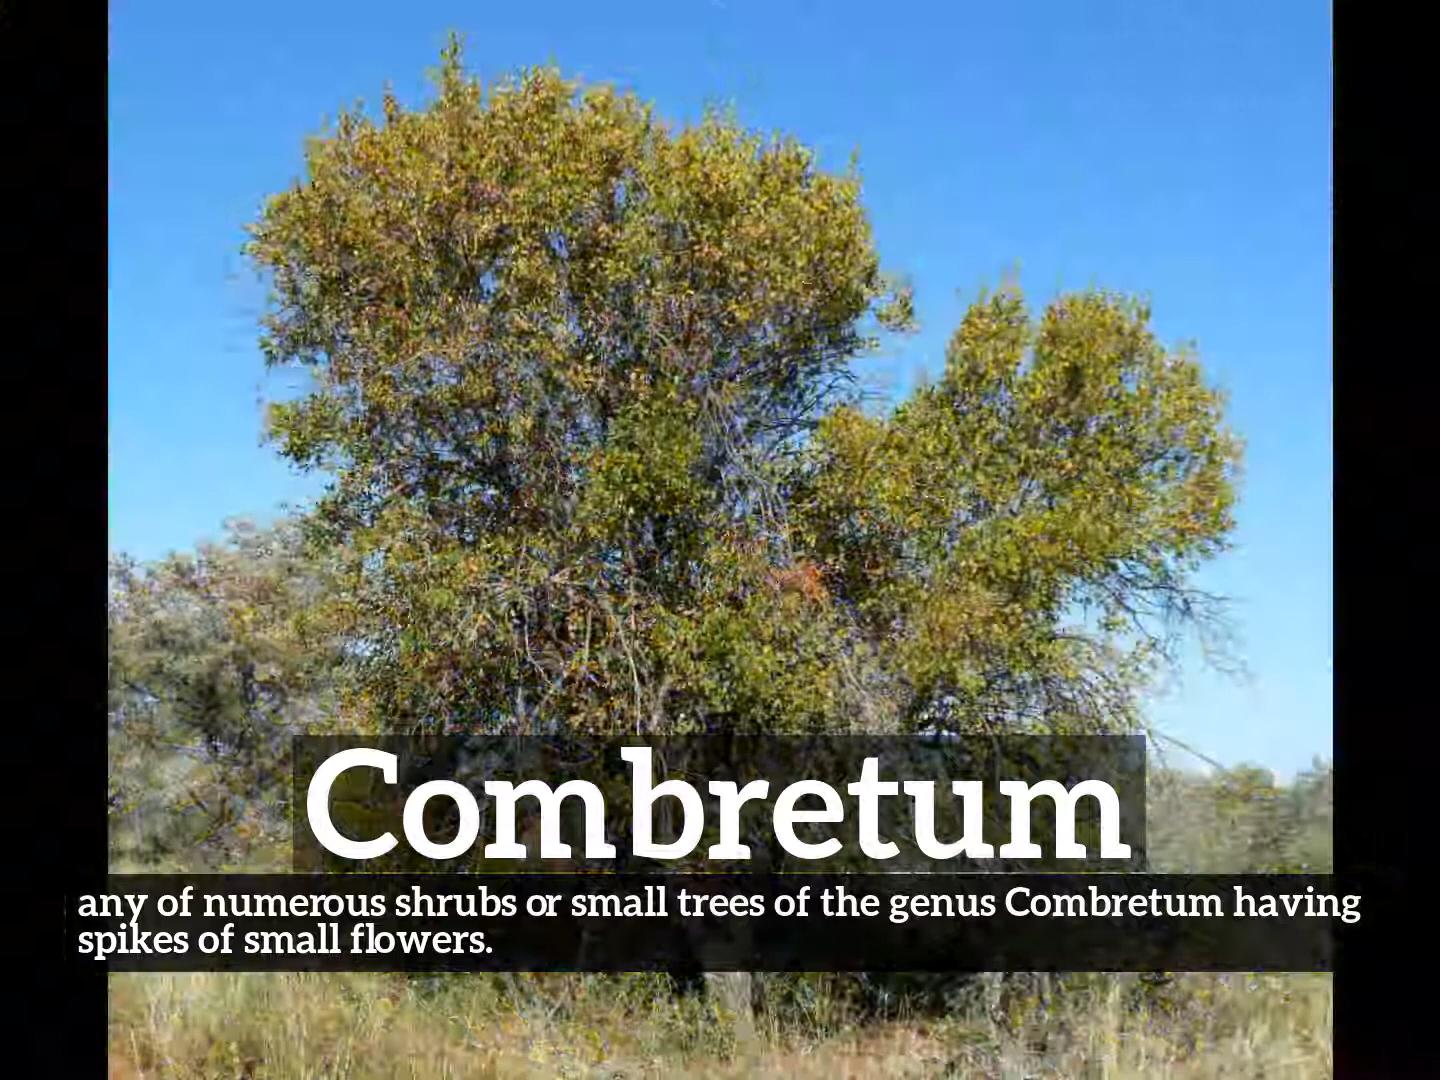 Combretum
any of numerous shrubs or small trees of the genus Combretum having
spikes of small flowers.